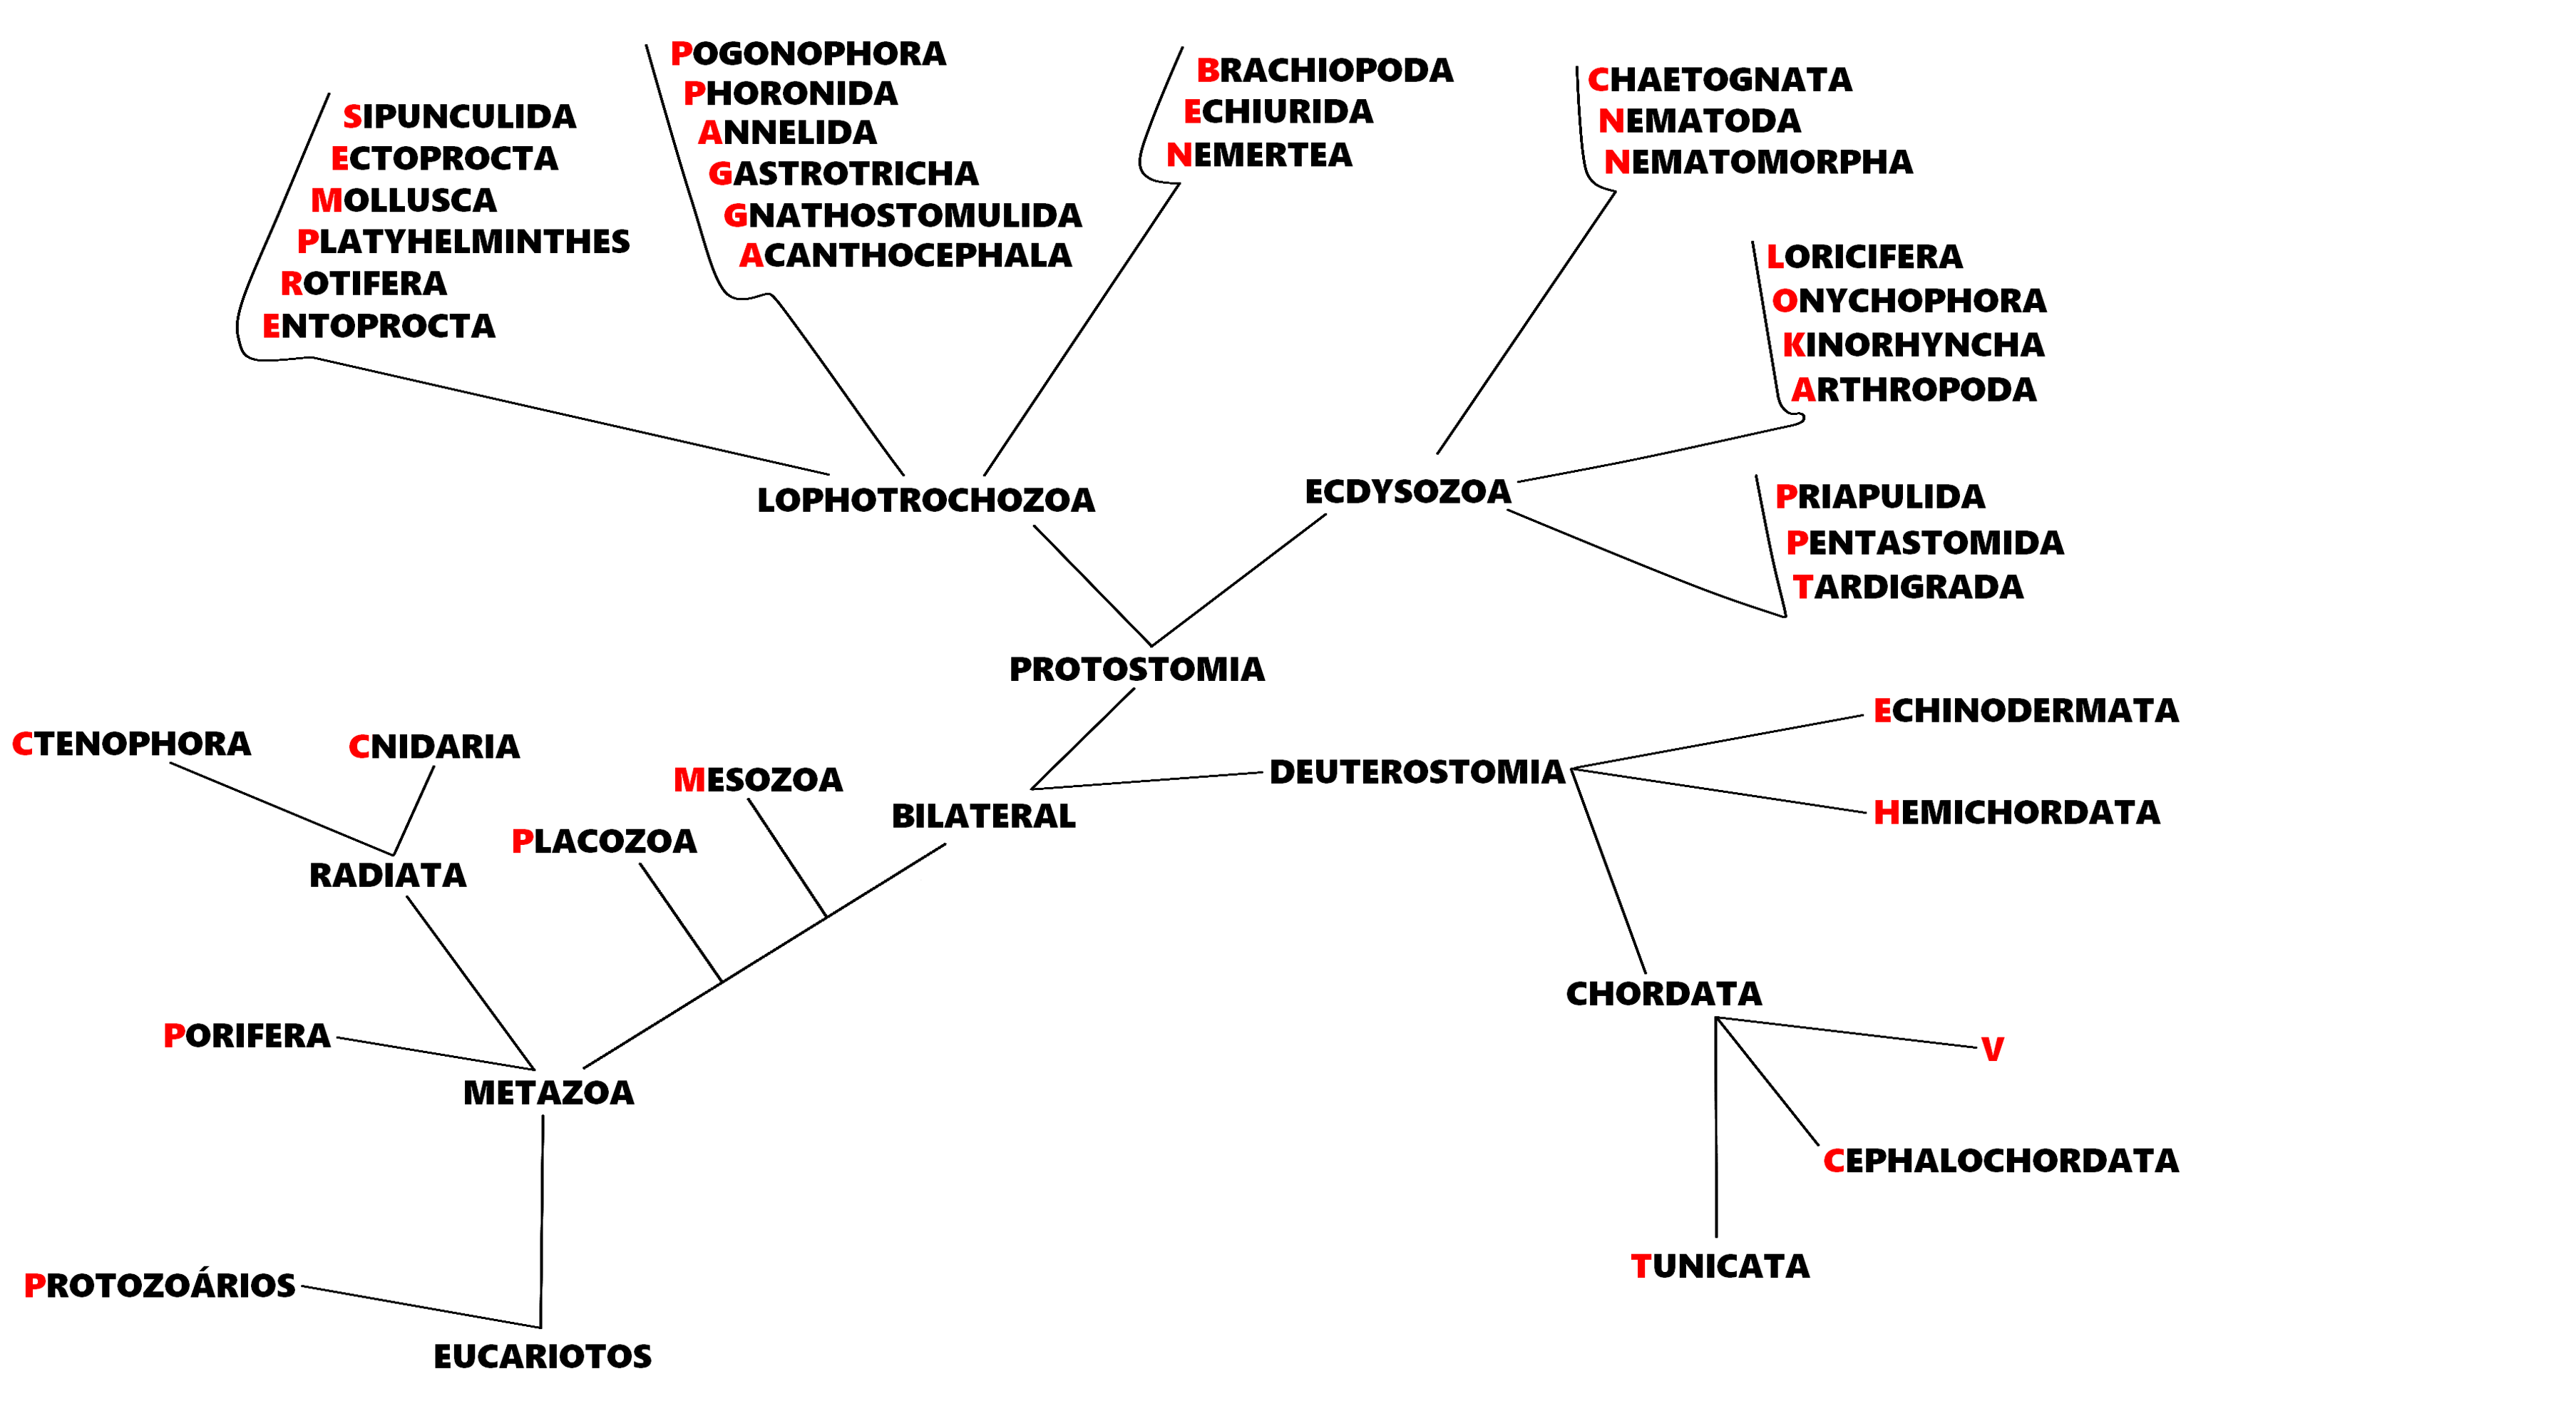 SIPUNCULIDA
ECTOPROCTA
MOLLUSCA
PLATYHELMINTHES
ROTIFERA
ENTOPROCTA
POGONOPHORA
PHORONIDA
ANNELIDA
GASTROTRICHA
GNATHOSTOMULIDA
ACANTHOCEPHALA
BRACHIOPODA
ECHIURIDA
NEMERTEA
CHAETOGNATA
NEMATODA
NEMATOMORPHA
LORICIFERA
ONYCHOPHORA
KINORHYNCHA
ARTHROPODA
PRIAPULIDA
PENTASTOMIDA
TARDIGRADA
LOPHOTROCHOZOA
ECDYSOZOA
PROTOSTOMIA
CTENOPHORA
CNIDARIA
MESOZOA
PLACOZOA
BILATERAL
DEUTEROSTOMIA
ECHINODERMATA
HEMICHORDATA
RADIATA
CHORDATA
PORIFERA
V
METAZOA
CEPHALOCHORDATA
TUNICATA
PROTOZOÁRIOS
EUCARIOTOS